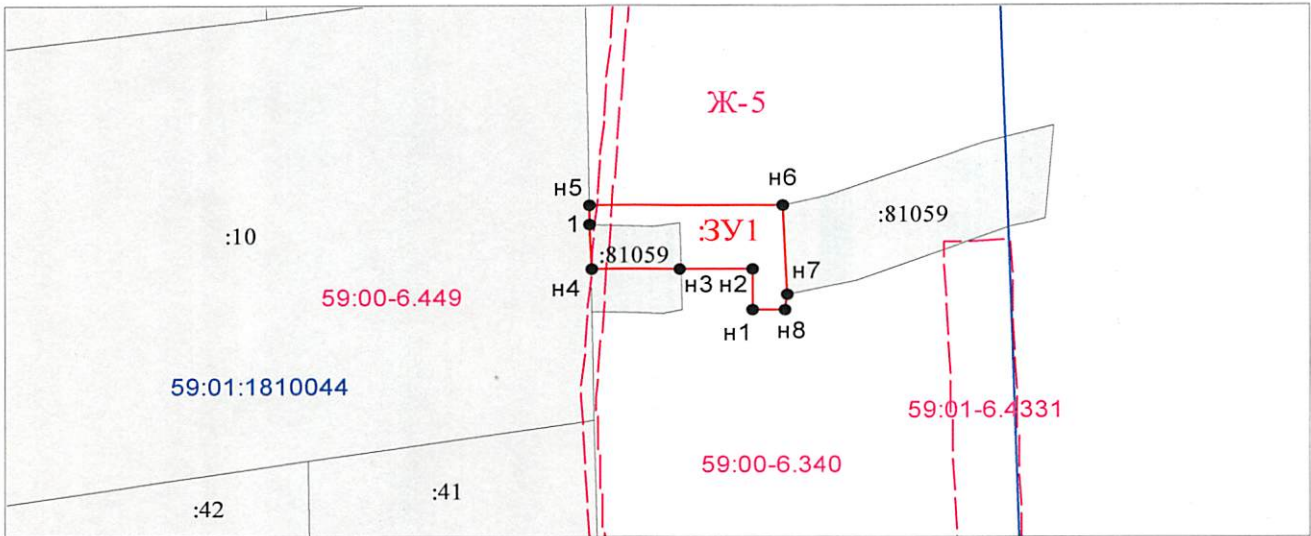 Ж-5
н5
н6
1
:ЗУ1
:81059
:10
:81059
н4
н3
н2
н7
59:00-6.449
н1
н8
59:01:1810044
59:01-6.4331
59:00-6.340
:41
:42